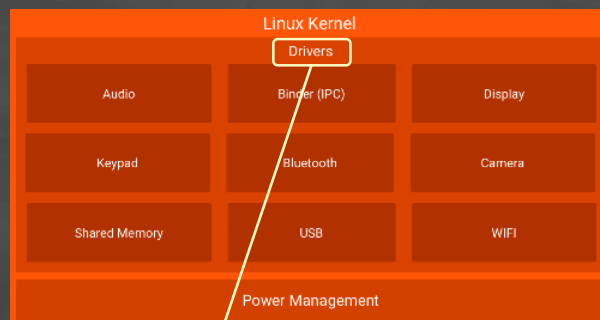 Linux Kernel
Drivers
Audio
Binder (IPC)
Display
Keypad
Bluetooth
Camera
Shared Memory
USB
WIFI
Power Management